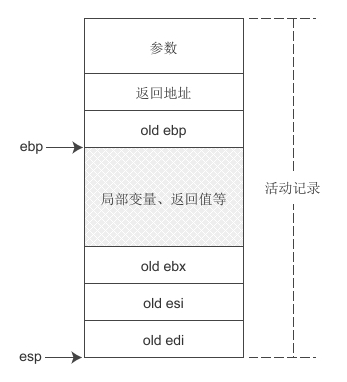 参数
返回地址
old ebp
ebp
局部变量、返回值等
活动记录
old ebx
old esi
old edi
esp